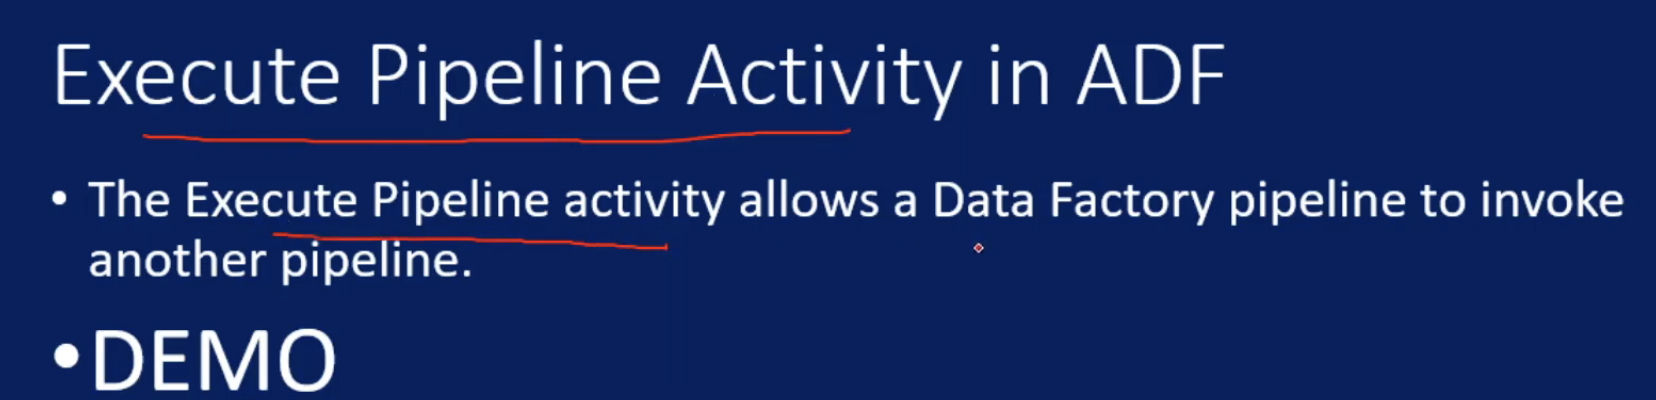 Execute Pipeline Activity in ADF
• The Execute Pipeline activity allows a Data Factory pipeline to invoke
another pipeline.
• DEMO